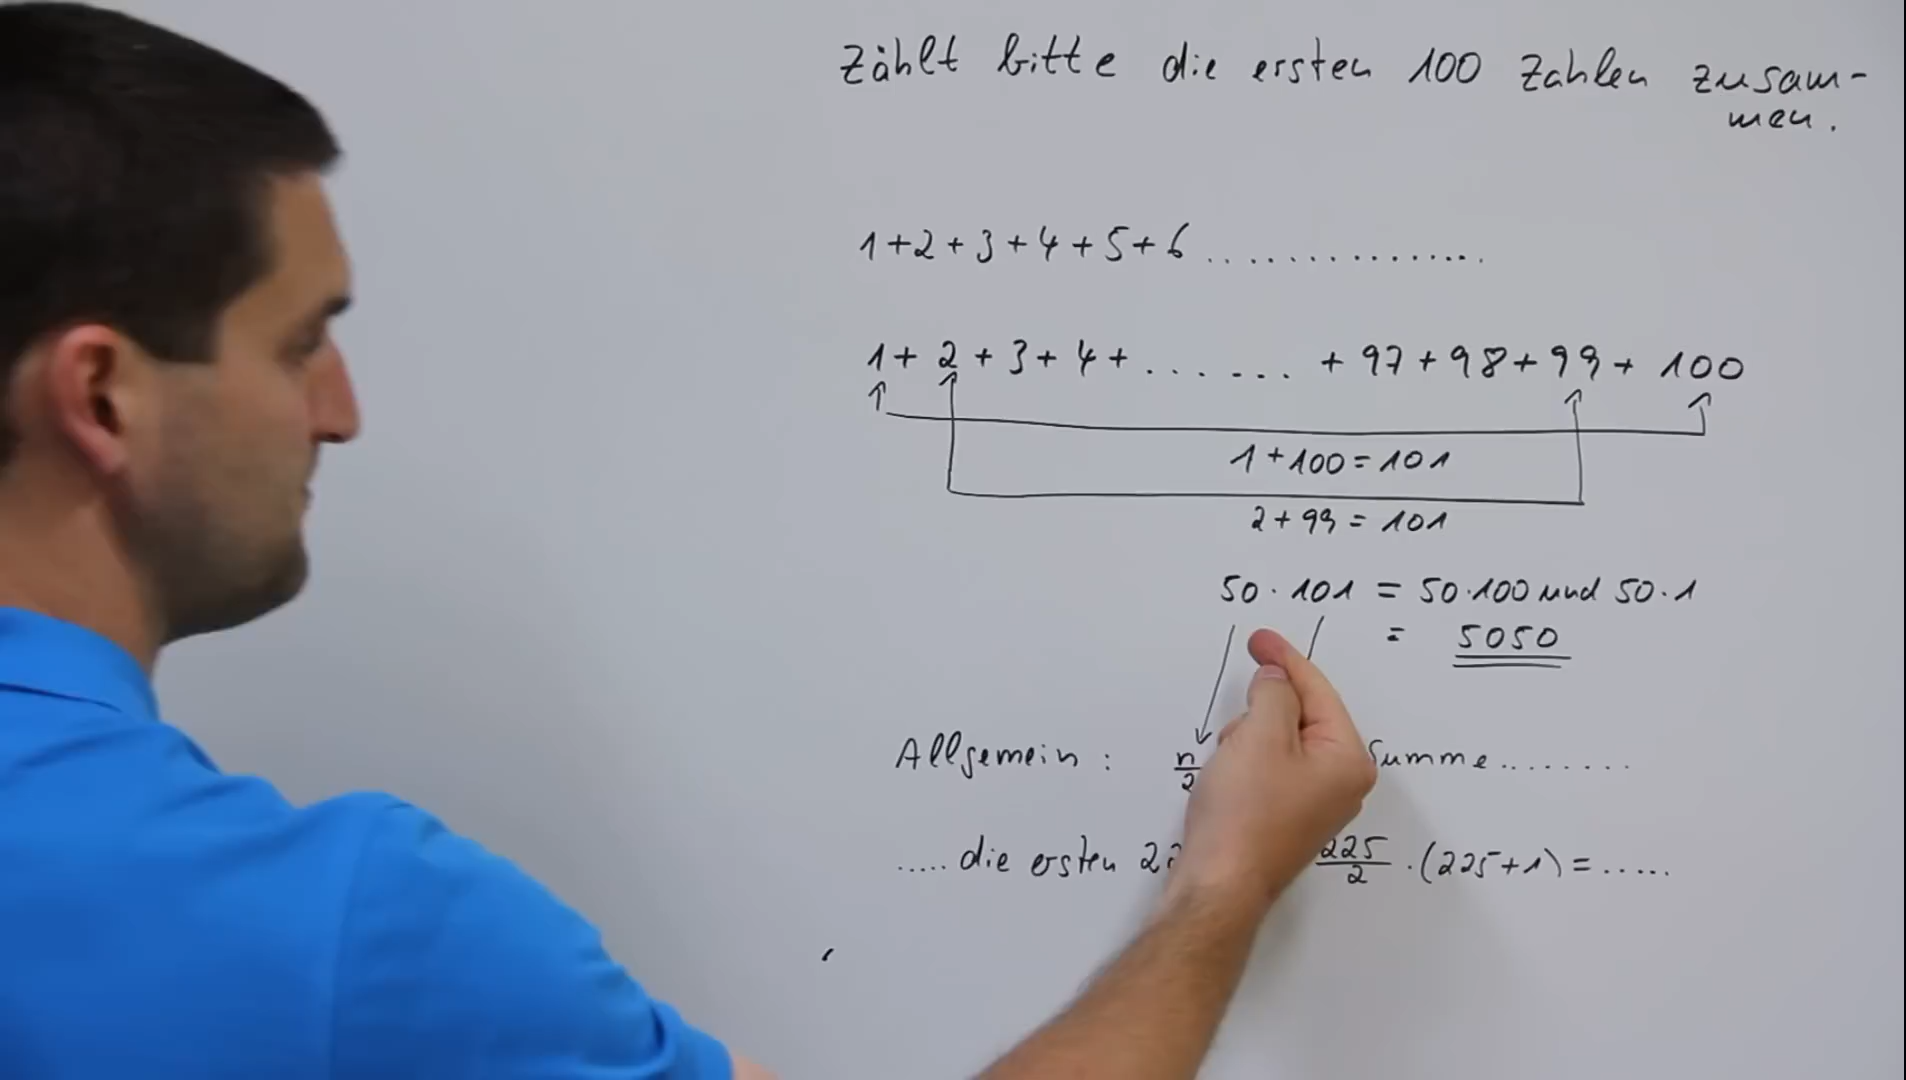 Zählt bitte die ersten 100 Zahlen zusam-
men.
1+2+3+4+5+6...............
1+2+3+4+....... +97+98+99+100
1+100=101
2+99=101
50·101 = 50·100 und 50·1
= 5050
Allgemein: n/2 Summe........
.....die ersten 225/2 ·(225+1)=.....